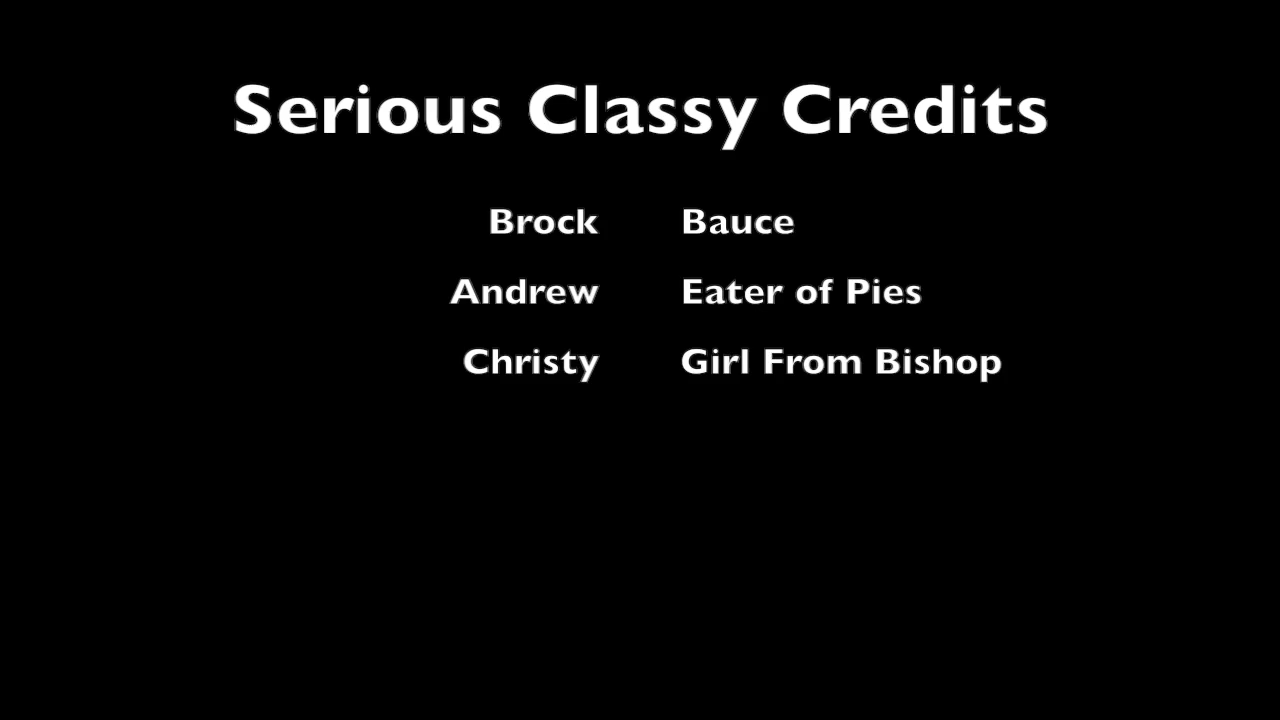 Serious Classy Credits
Brock Bauce
Andrew Eater of Pies
Christy Girl From Bishop